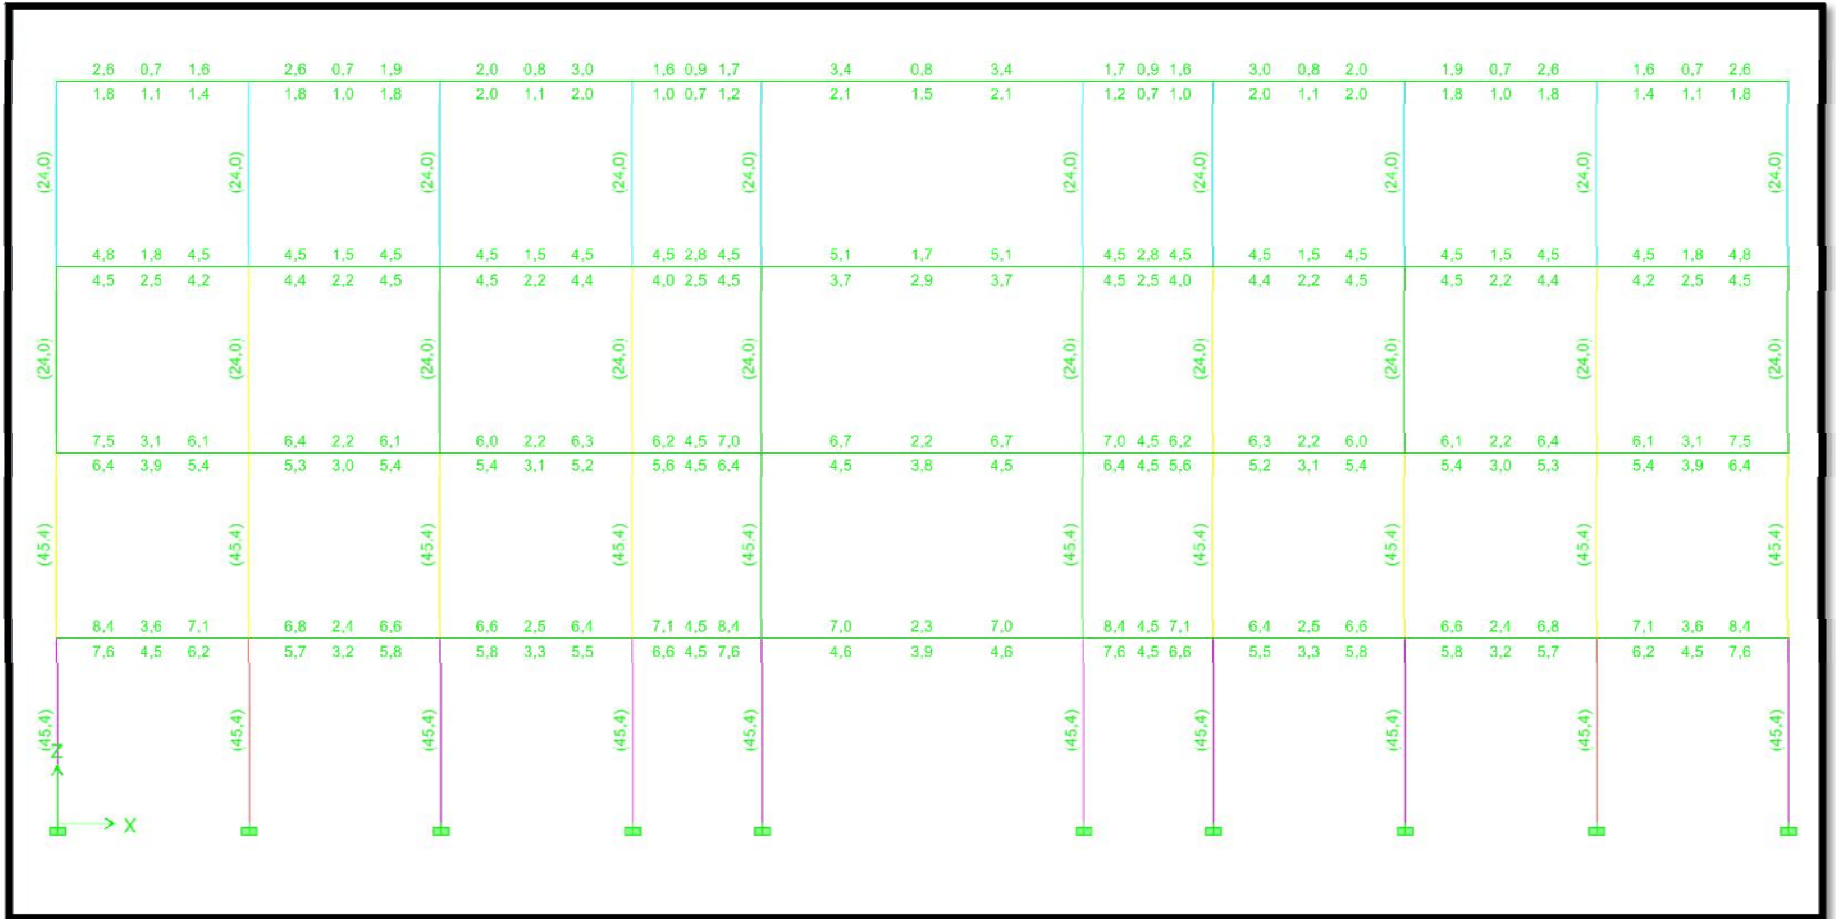 2,6 0,7 1,6 2,6 0,7 1,9 2,0 0,8 3,0 1,6 0,9 1,7 3,4 0,8 3,4 1,7 0,9 1,6 3,0 0,8 2,0 1,9 0,7 2,6 1,6 0,7 2,6
1,8 1,1 1,4 1,8 1,0 1,8 2,0 1,1 2,0 1,0 0,7 1,2 2,1 1,5 2,1 1,2 0,7 1,0 2,0 1,1 2,0 1,8 1,0 1,8 1,4 1,1 1,8
(24,0) (24,0) (24,0) (24,0) (24,0) (24,0) (24,0) (24,0) (24,0) (24,0)
4,8 1,8 4,5 4,5 1,5 4,5 4,5 1,5 4,5 4,5 2,8 4,5 5,1 1,7 5,1 4,5 2,8 4,5 4,5 1,5 4,5 4,5 1,5 4,5 4,5 1,8 4,8
4,5 2,5 4,2 4,4 2,2 4,5 4,5 2,2 4,4 4,0 2,5 4,5 3,7 2,9 3,7 4,5 2,5 4,0 4,4 2,2 4,5 4,5 2,2 4,4 4,2 2,5 4,5
(24,0) (24,0) (24,0) (24,0) (24,0) (24,0) (24,0) (24,0) (24,0) (24,0)
7,5 3,1 6,1 6,4 2,2 6,1 6,0 2,2 6,3 6,2 4,5 7,0 6,7 2,2 6,7 7,0 4,5 6,2 6,3 2,2 6,0 6,1 2,2 6,4 6,1 3,1 7,5
6,4 3,9 5,4 5,3 3,0 5,4 5,4 3,1 5,2 5,6 4,5 6,4 4,5 3,8 4,5 6,4 4,5 5,6 5,2 3,1 5,4 5,4 3,0 5,3 5,4 3,9 6,4
(45,4) (45,4) (45,4) (45,4) (45,4) (45,4) (45,4) (45,4) (45,4) (45,4)
8,4 3,6 7,1 6,8 2,4 6,6 6,6 2,5 6,4 7,1 4,5 8,4 7,0 2,3 7,0 8,4 4,5 7,1 6,4 2,5 6,6 6,6 2,4 6,8 7,1 3,6 8,4
7,6 4,5 6,2 5,7 3,2 5,8 5,8 3,3 5,5 6,6 4,5 7,6 4,6 3,9 4,6 7,6 4,5 6,6 5,5 3,3 5,8 5,8 3,2 5,7 6,2 4,5 7,6
(45,4) (45,4) (45,4) (45,4) (45,4) (45,4) (45,4) (45,4) (45,4) (45,4)
Z
X